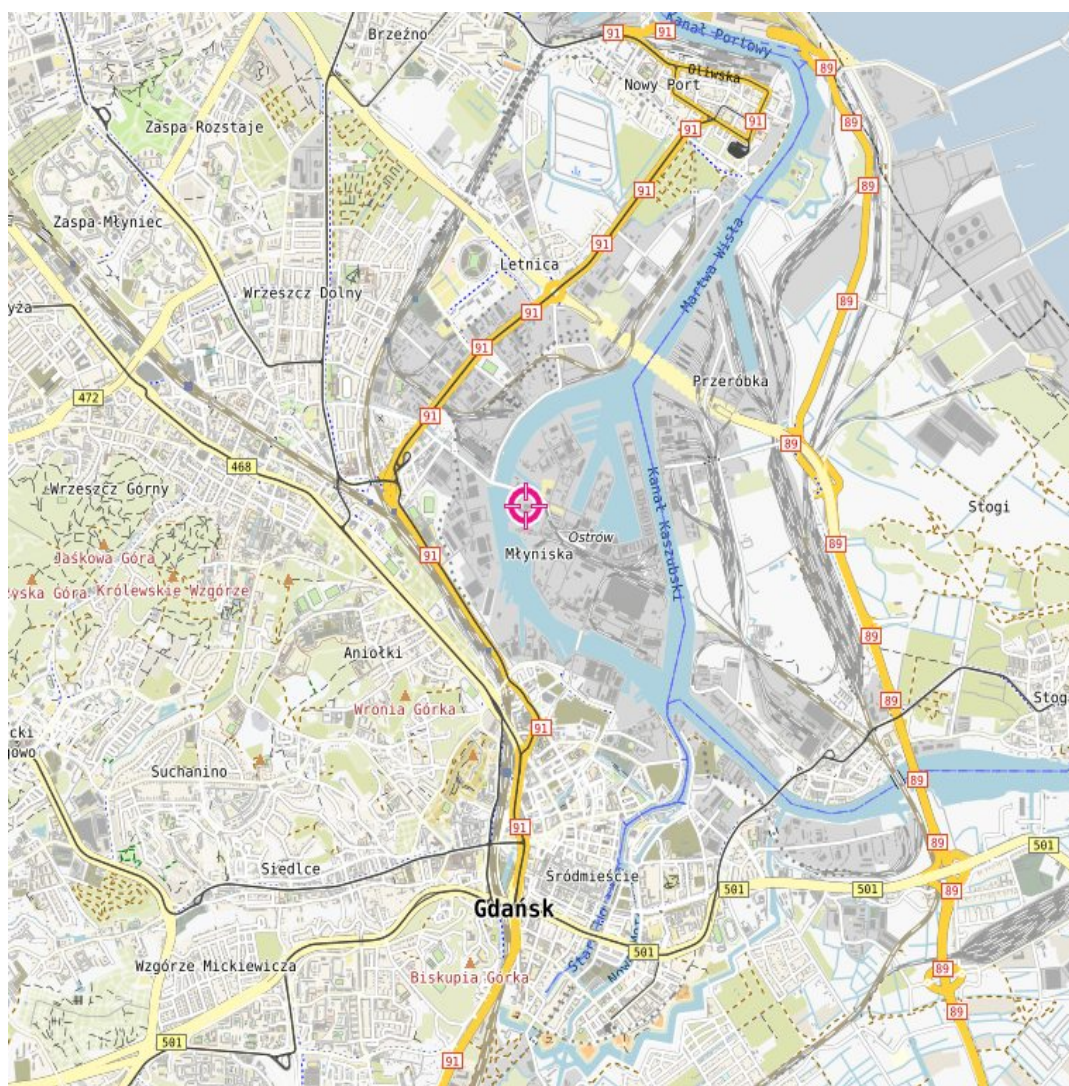 Brzeźno
91
91
Kanał Portowy
89
Oliwska
Nowy Port
91
91
89
Zaspa-Rozstaje
89
91
Zaspa-Młyniec
91
Letnica
Martwa Wisła
Wrzeszcz Dolny
89
91
91
Przeróbka
472
91
89
468
Wrzeszcz Górny
Stogi
Ostrów
89
Młyniska
91
Jaśkowa Góra
Kanał Kaszubski
Królewskie Wzgórze
89
Aniołki
89
Wronia Górka
91
Suchanino
89
91
89
501
Siedlce
Śródmieście
501
501
89
Gdańsk
501
Wzgórze Mickiewicza
Biskupia Górka
89
89
501
91